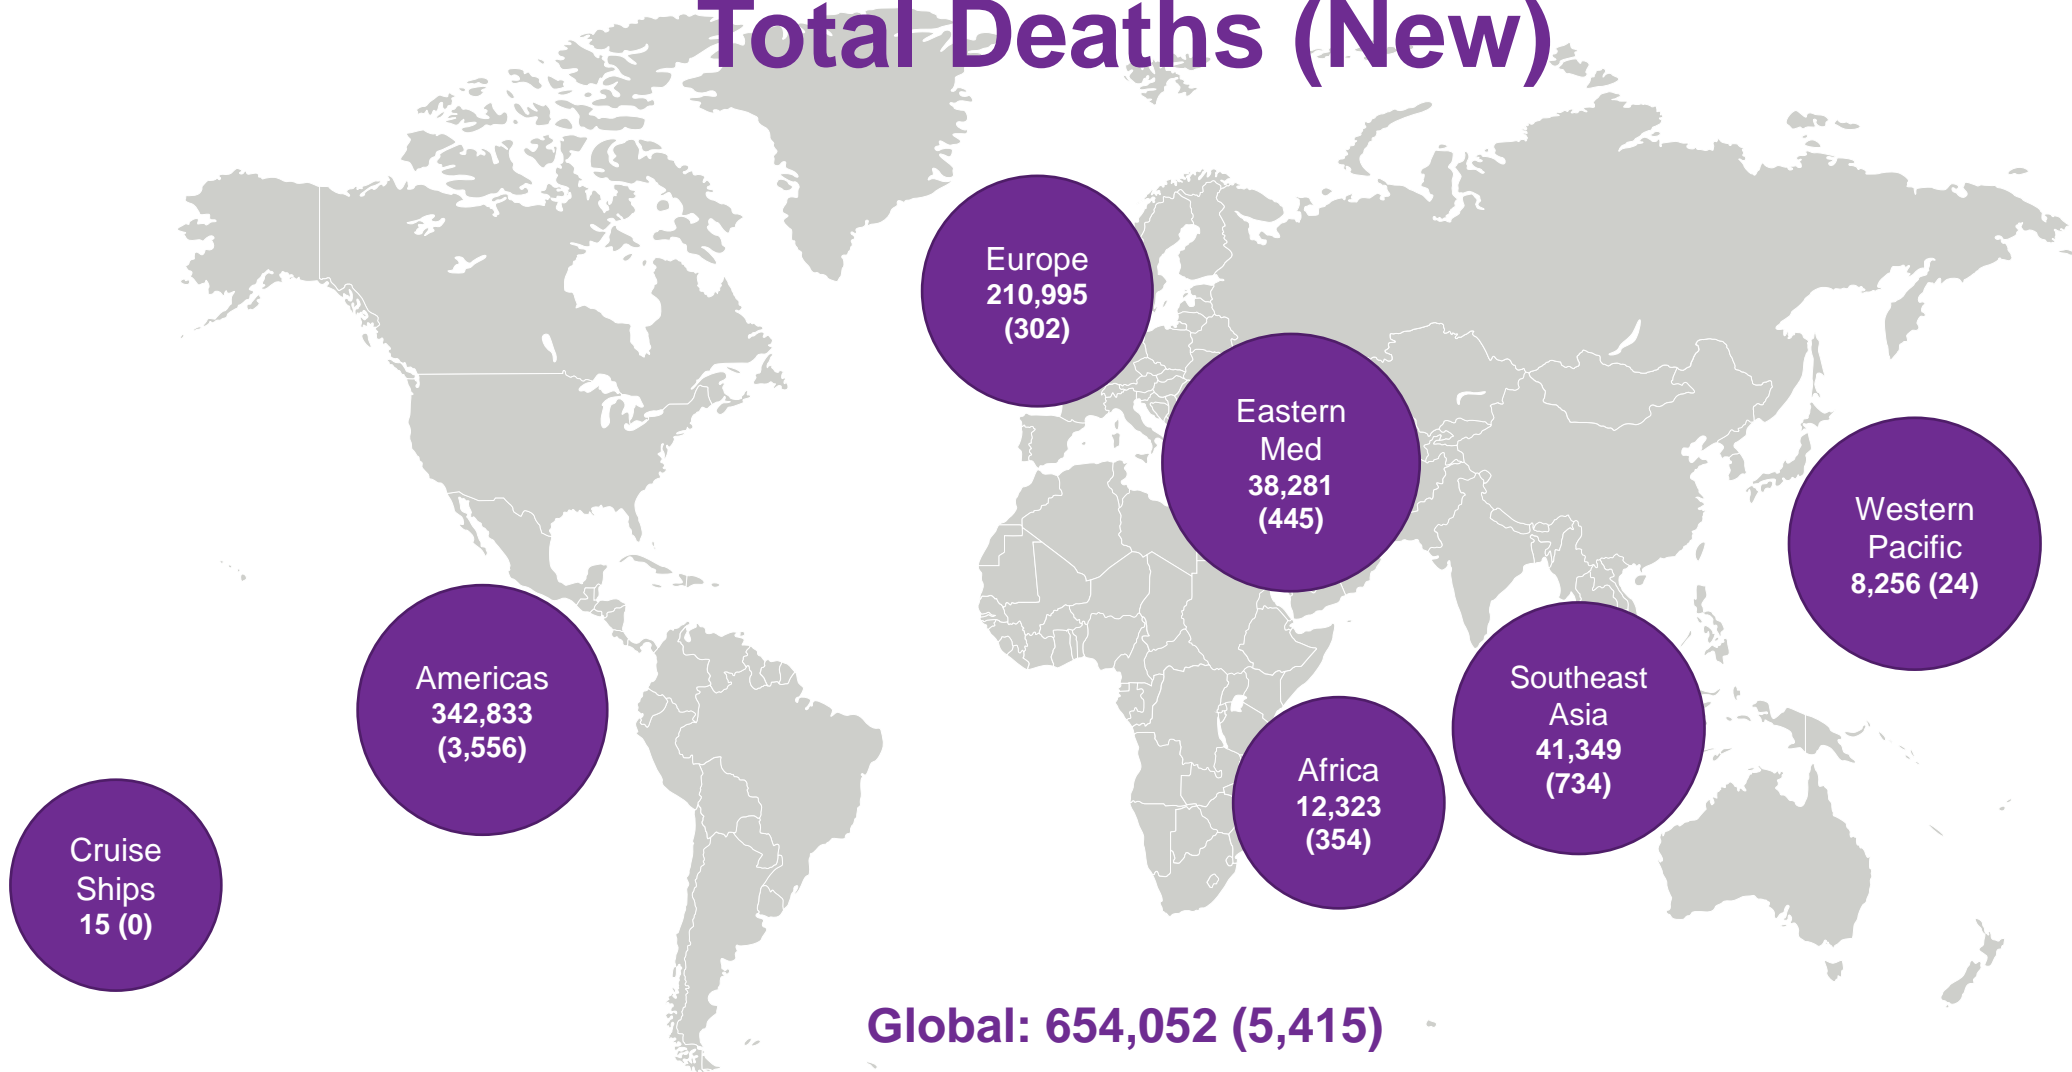 Total Deaths (New)
Europe
210,995
(302)
Eastern
Med
38,281
(445)
Western
Pacific
8,256 (24)
Americas
342,833
(3,556)
Southeast
Asia
41,349
(734)
Africa
12,323
(354)
Cruise
Ships
15 (0)
Global: 654,052 (5,415)